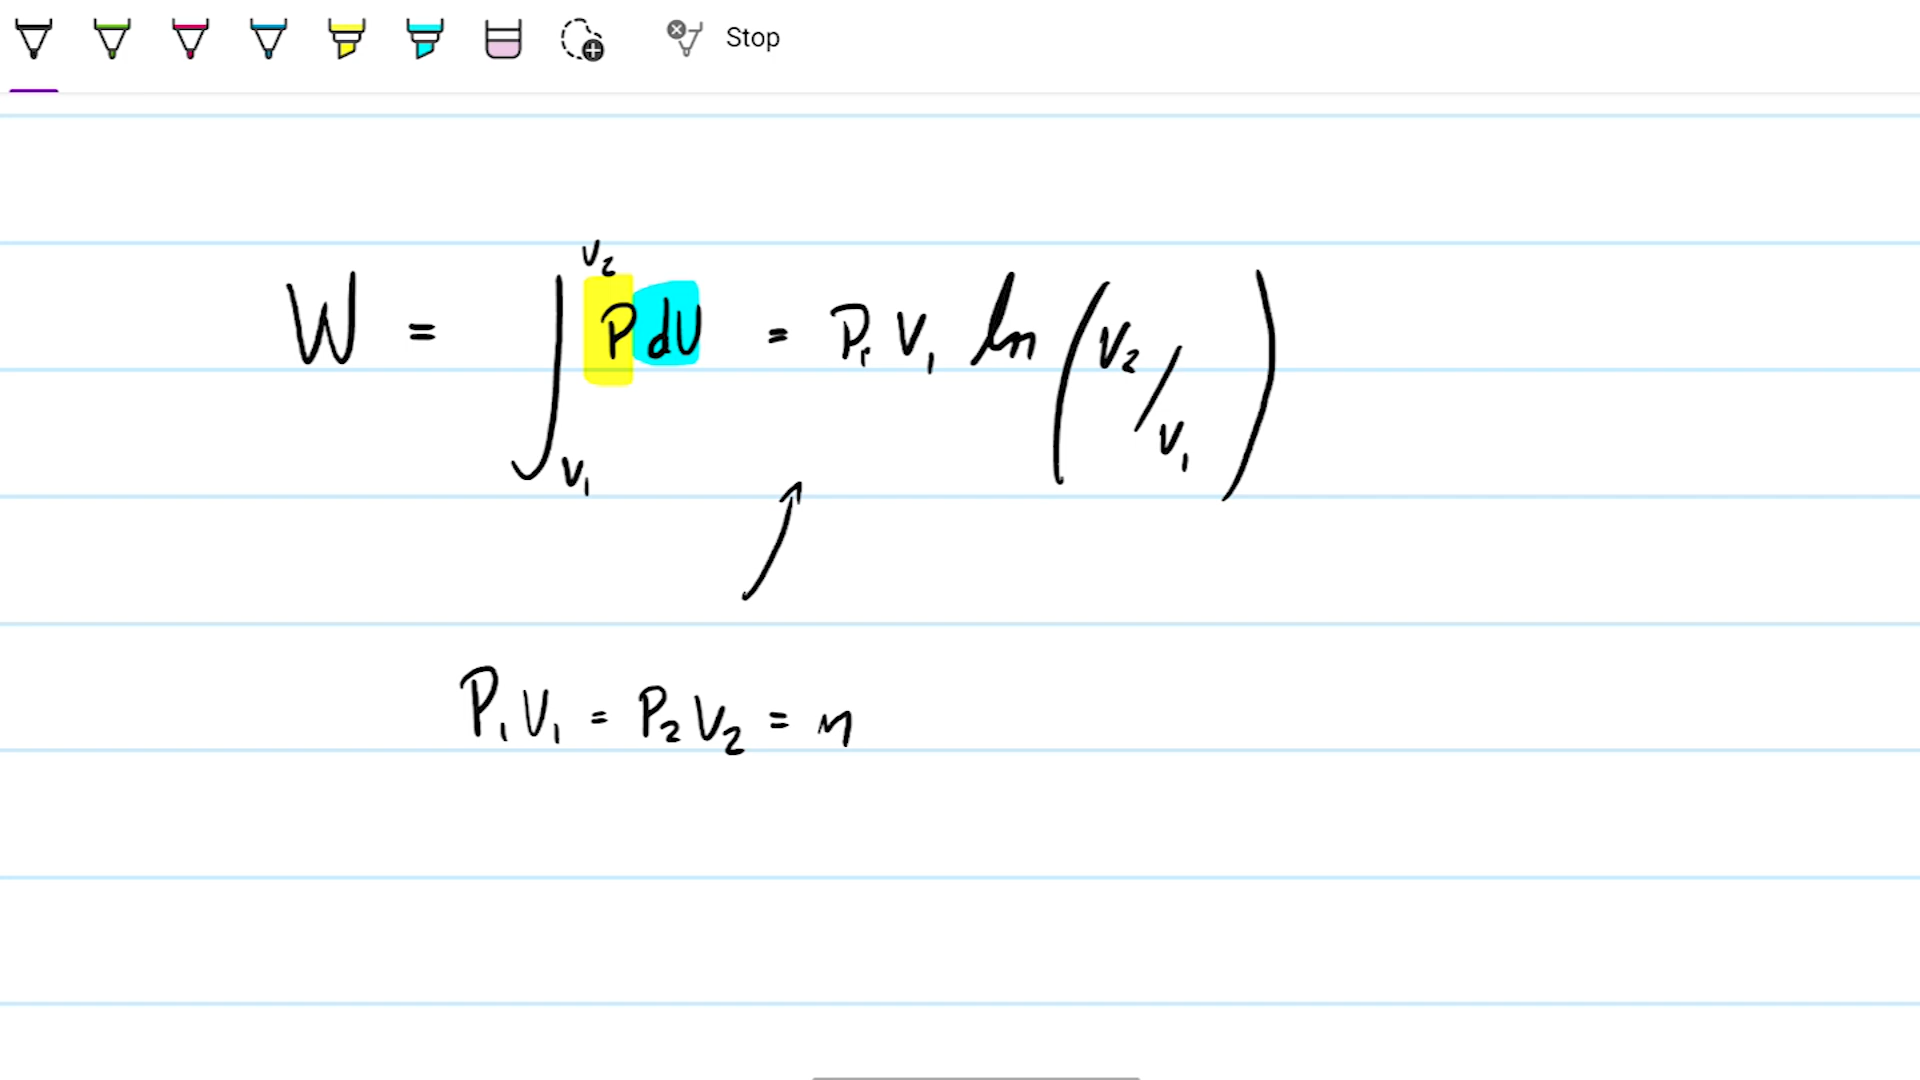 Stop
W = ∫_{V₁}^{V₂} P dV = P₁ V₁ ln (V₂/V₁)
P₁V₁ = P₂V₂ = n